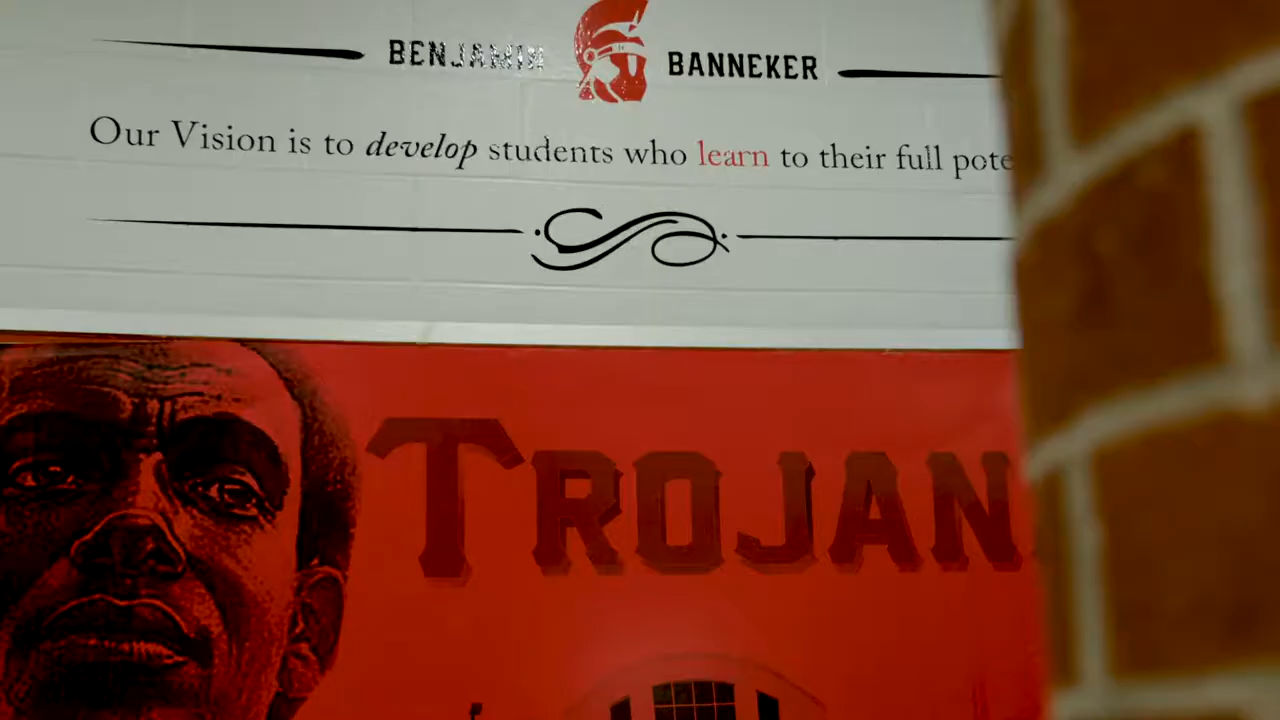 BENJAMIN BANNEKER
Our Vision is to develop students who learn to their full pote
TROJAN